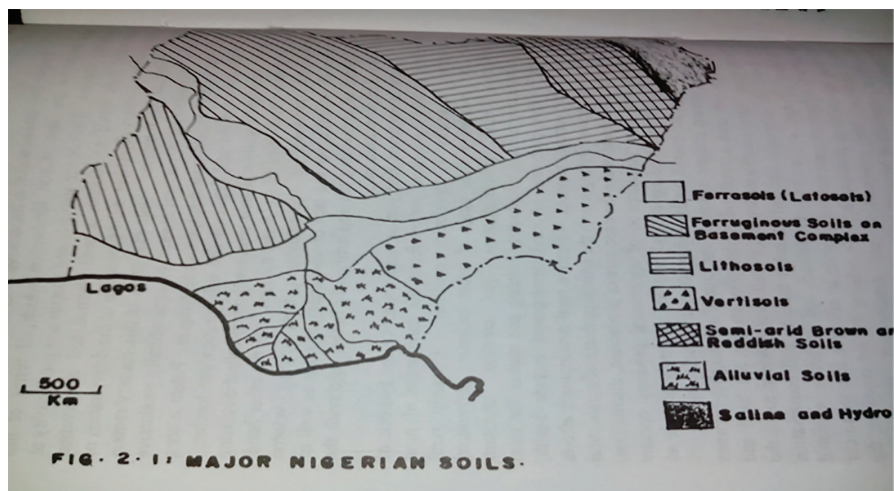 Lagos
500
Km
Ferrasols (Latosols)
Ferruginous Soils on
Basement Complex
Lithosols
Vertisols
Semi-arid Brown
Reddish Soils
Alluvial Soils
Saline and Hydro
FIG. 2.1: MAJOR NIGERIAN SOILS.